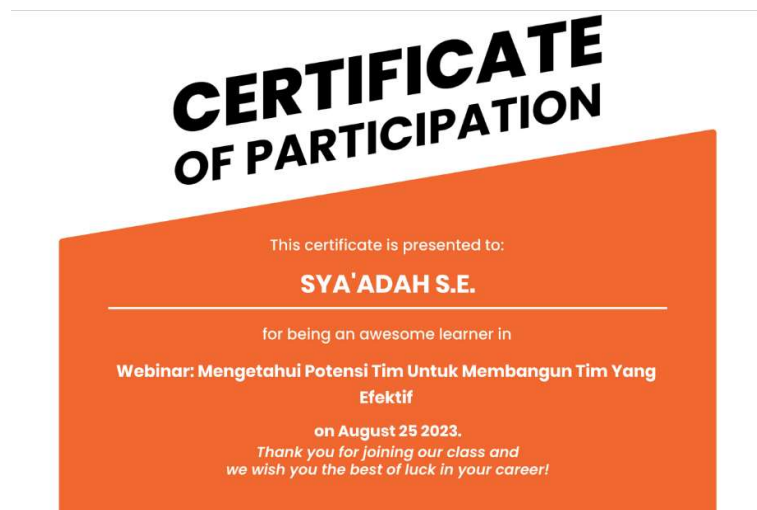 CERTIFICATE
OF PARTICIPATION
This certificate is presented to:
SYA'ADAH S.E.
for being an awesome learner in
Webinar: Mengetahui Potensi Tim Untuk Membangun Tim Yang
Efektif
on August 25 2023.
Thank you for joining our class and
we wish you the best of luck in your career!